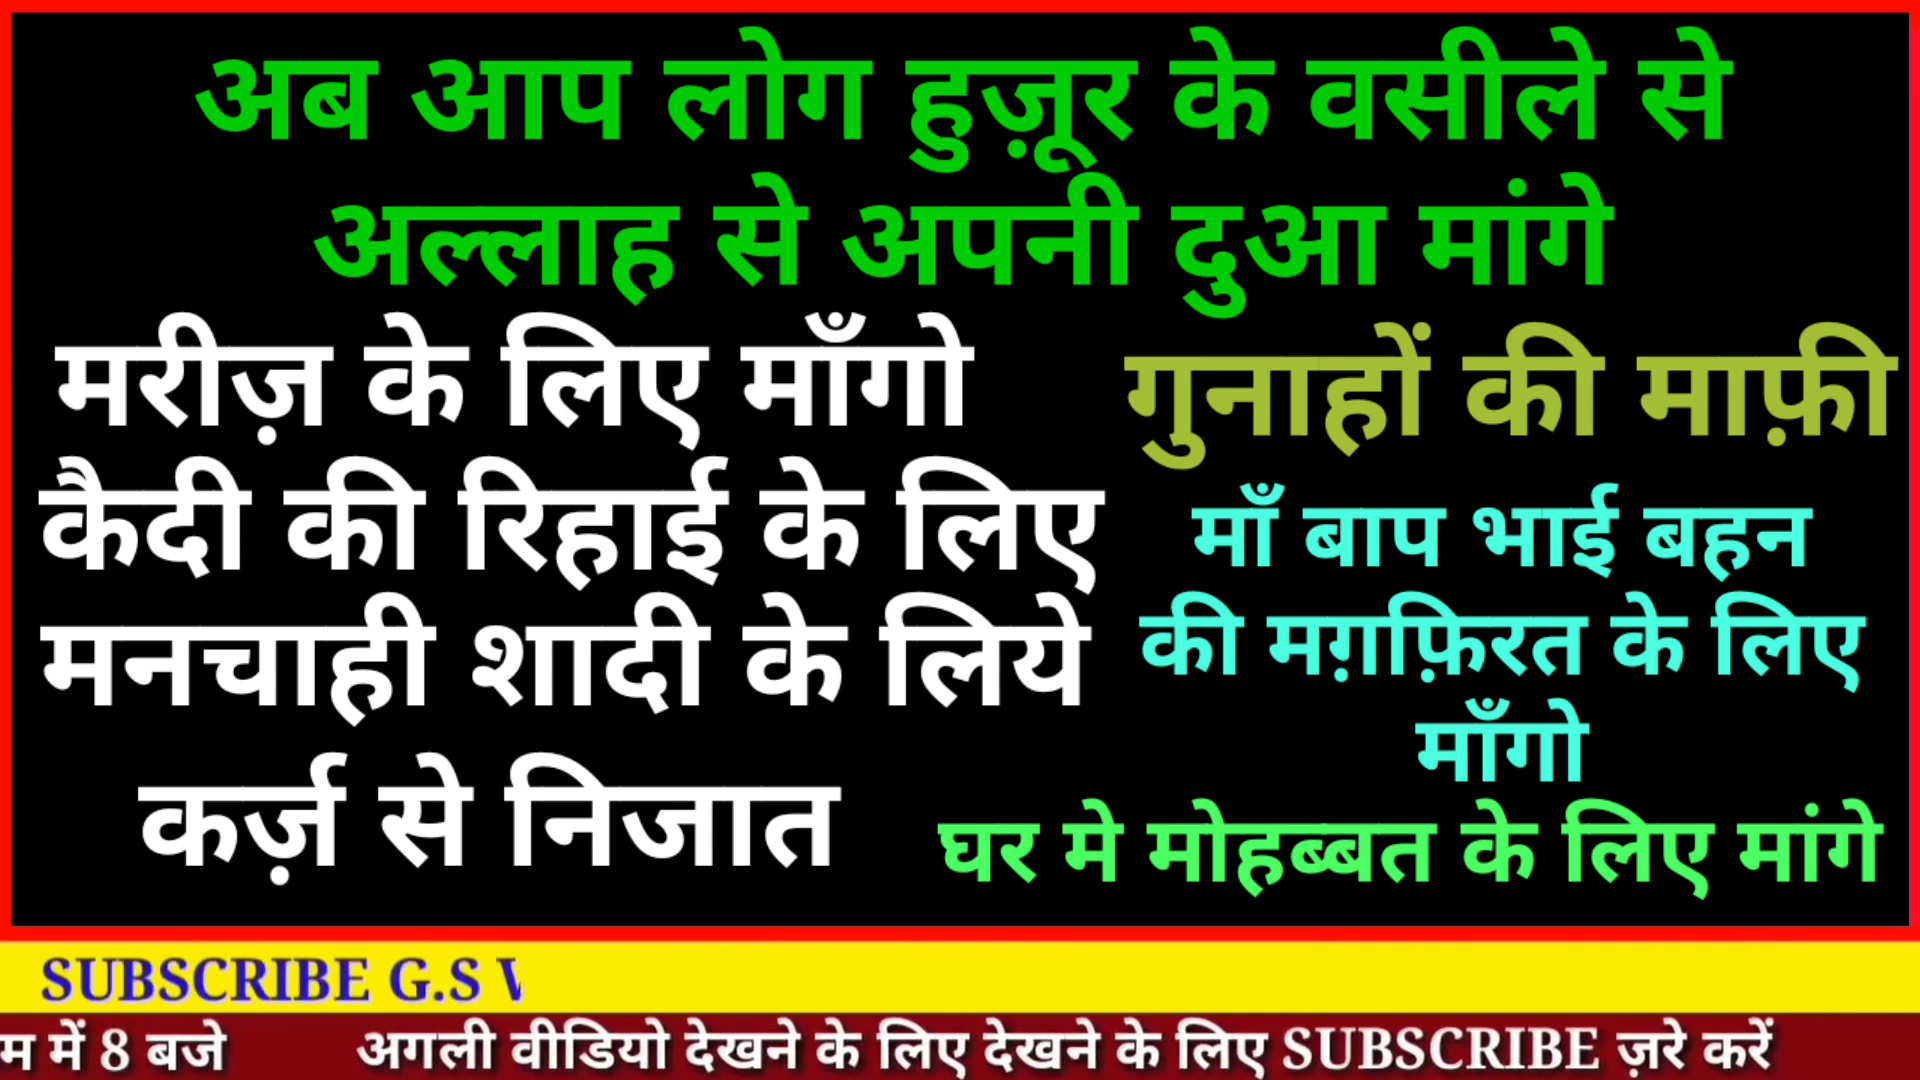 अब आप लोग हुज़ूर के वसीले से
अल्लाह से अपनी दुआ मांगे
मरीज़ के लिए माँगो
कैदी की रिहाई के लिए
मनचाही शादी के लिये
कर्ज़ से निजात
गुनाहों की माफ़ी
माँ बाप भाई बहन
की मग़फ़िरत के लिए
माँगो
घर मे मोहब्बत के लिए मांगे
SUBSCRIBE G.S
म में 8 बजे अगली वीडियो देखने के लिए देखने के लिए SUBSCRIBE ज़रे करें